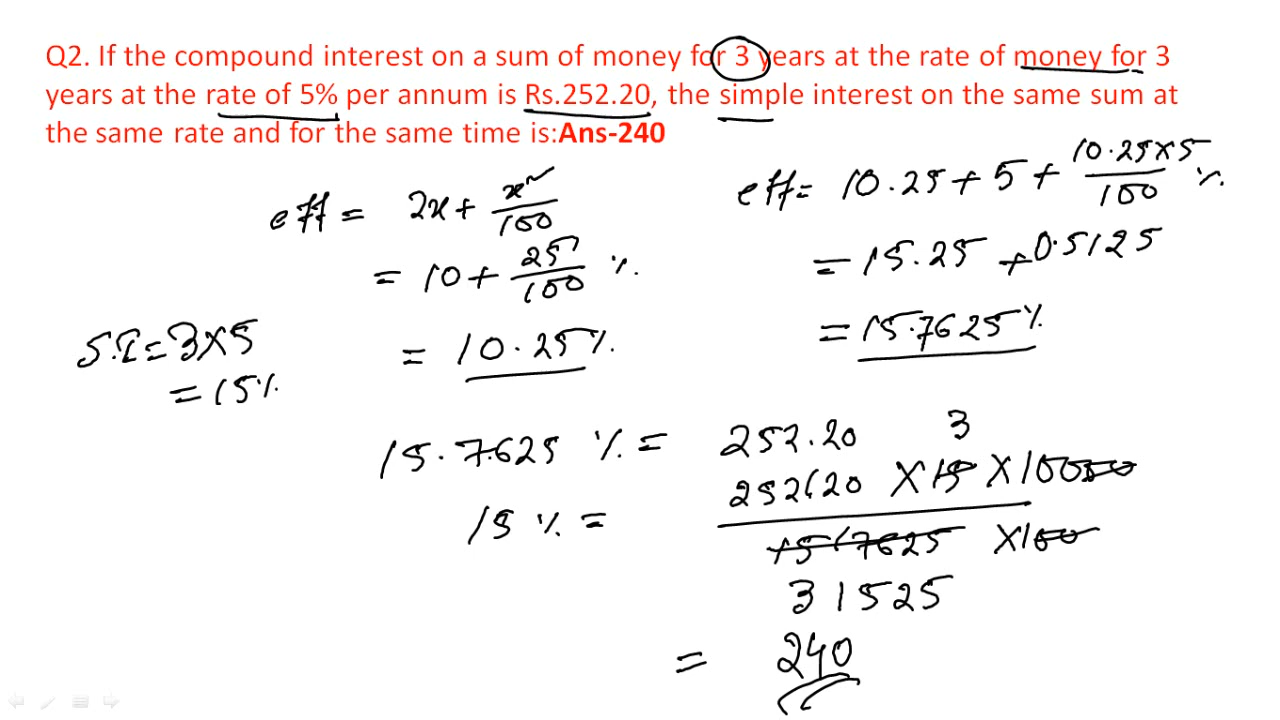 Q2. If the compound interest on a sum of money for 3 years at the rate of money for 3
years at the rate of 5% per annum is Rs.252.20, the simple interest on the same sum at
the same rate and for the same time is:Ans-240
eff = 2x + x²/100
= 10 + 25/100 %
= 10.25%
eff = 10.25 + 5 + 10.25×5/100 %
= 15.25 + 0.5125
= 15.7625%
S.I = 3×5
= 15%
15.7625 % = 252.20
3
15 % = 25220 × 15 × 10000
157625 × 100
31525
= 240